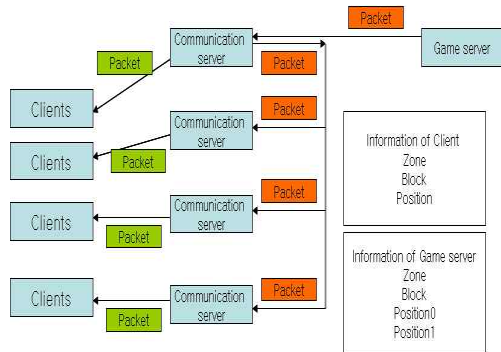 Packet
Communication
server
Game server
Packet
Packet
Clients
Packet
Communication
server
Clients
Packet
Information of Client
Zone
Block
Position
Packet
Communication
server
Clients
Packet
Information of Game server
Zone
Block
Position0
Position1
Packet
Communication
server
Clients
Packet